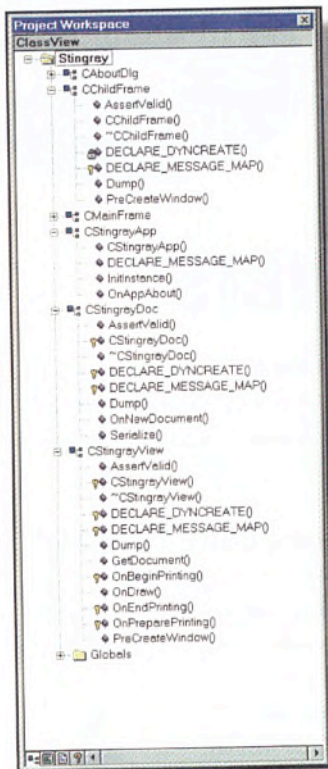 Project Workspace
ClassView
Stingray
CAboutDlg
CChildFrame
AssertValid()
CChildFrame()
~CChildFrame()
DECLARE_DYNCREATE()
DECLARE_MESSAGE_MAP()
Dump()
PreCreateWindow()
CMainFrame
CStingrayApp
CStingrayApp()
DECLARE_MESSAGE_MAP()
InitInstance()
OnAppAbout()
CStingrayDoc
AssertValid()
CStingrayDoc()
~CStingrayDoc()
DECLARE_DYNCREATE()
DECLARE_MESSAGE_MAP()
Dump()
OnNewDocument()
Serialize()
CStingrayView
AssertValid()
CStingrayView()
~CStingrayView()
DECLARE_DYNCREATE()
DECLARE_MESSAGE_MAP()
Dump()
GetDocument()
OnBeginPrinting()
OnDraw()
OnEndPrinting()
OnPreparePrinting()
PreCreateWindow()
Globals